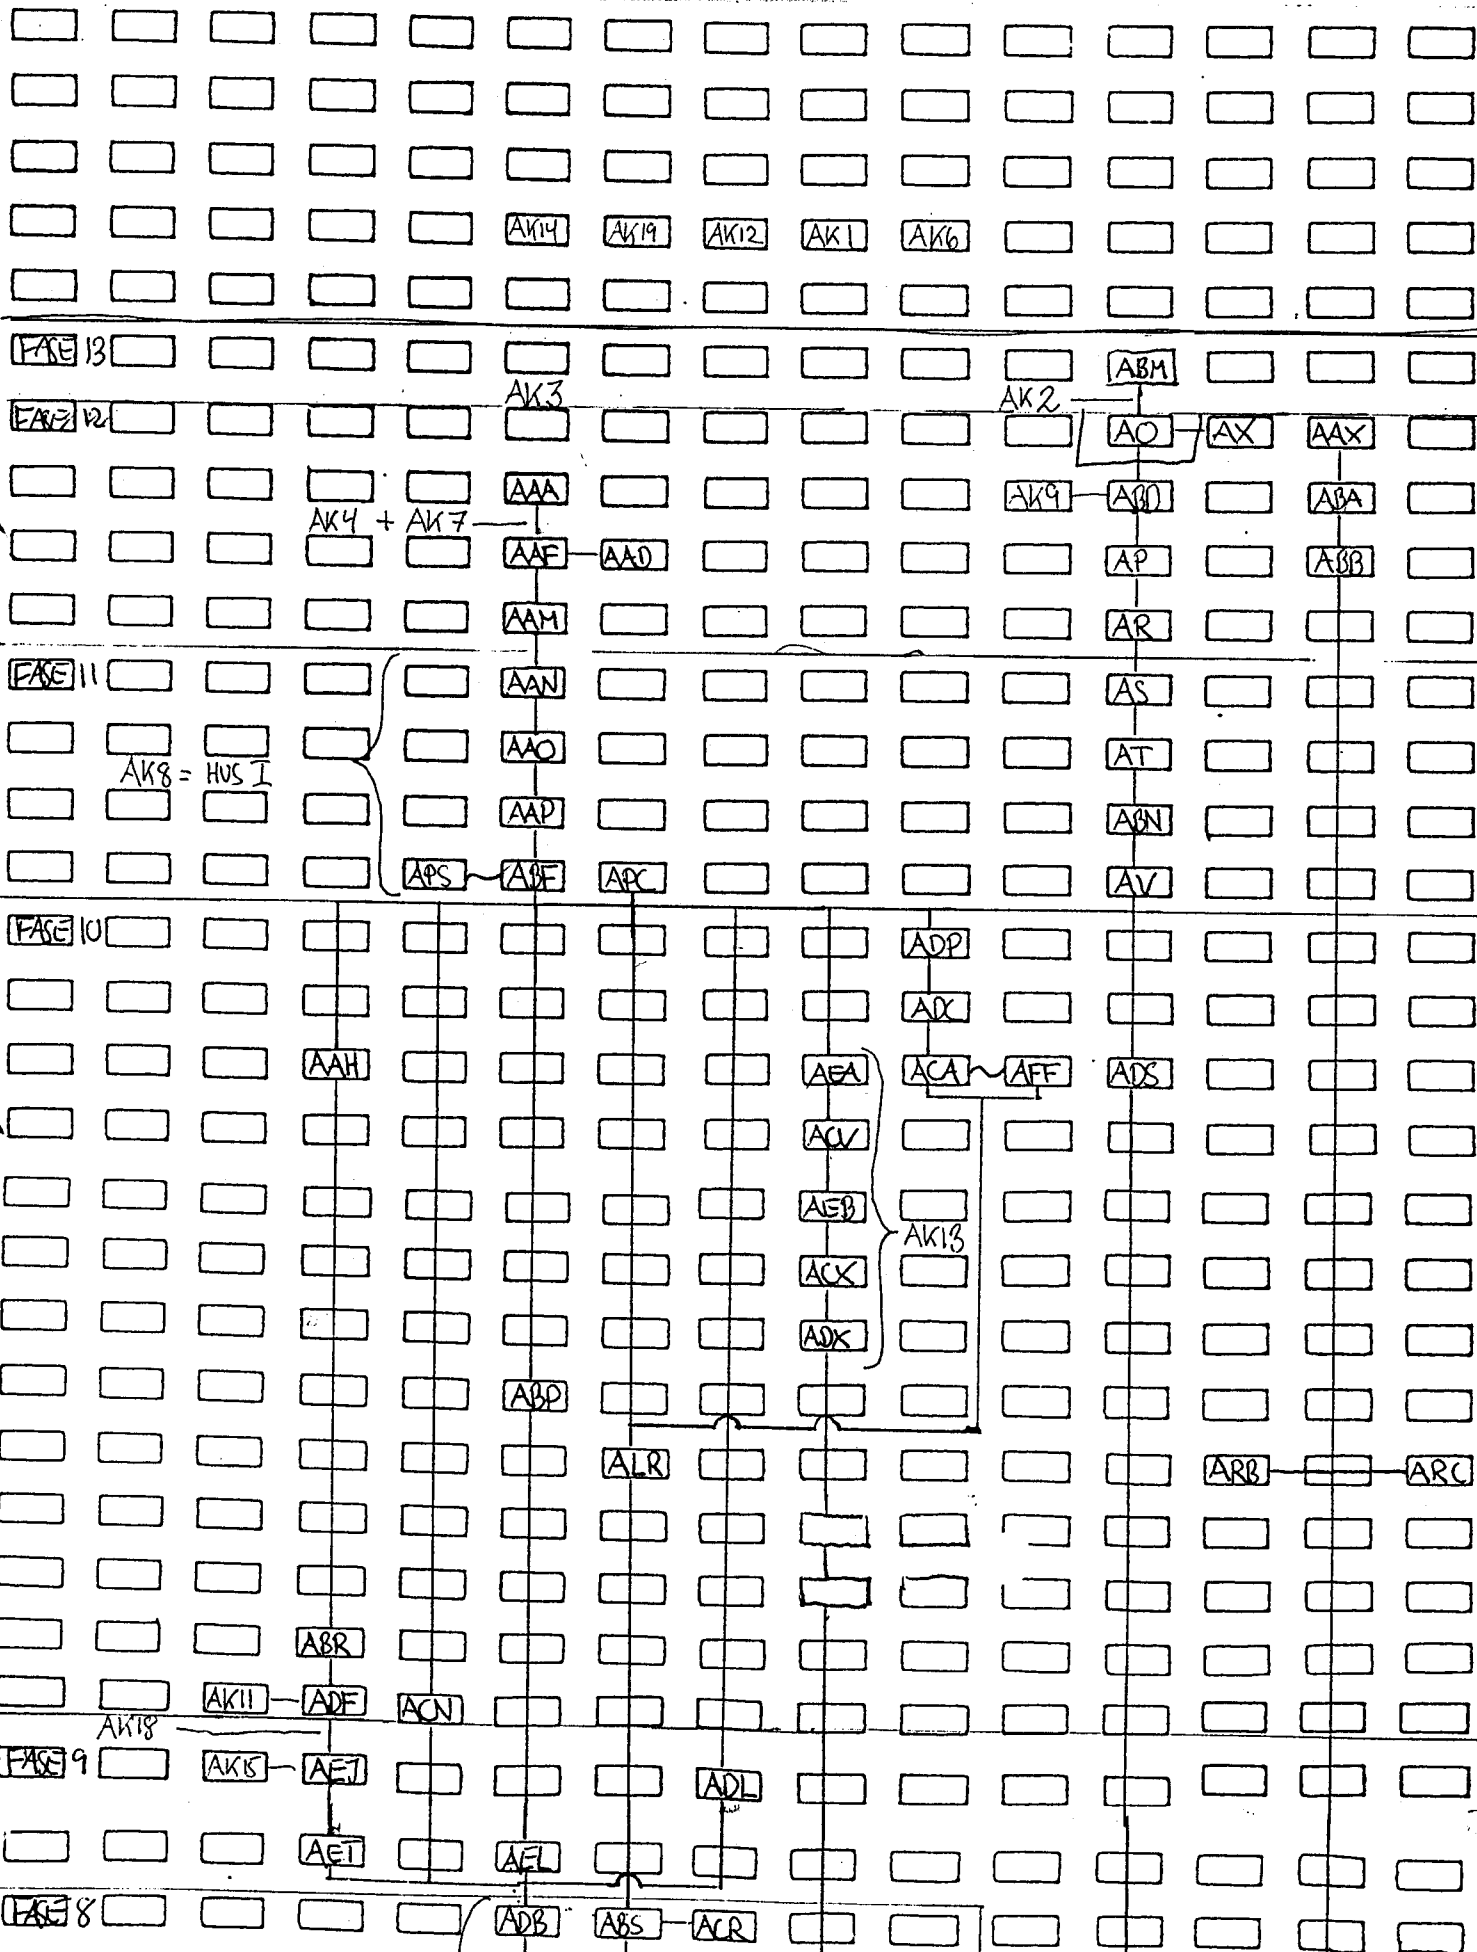 AK14 AK19 AK12 AK1 AK6
FASE 13 ABM
AK3 AK2
FASE 12 AO AX AAX
AAA AK9 ABD ABA
AK4 + AK7
AAF AAD AP ABB
AAM AR
FASE 11 AAN AS
AAO AT
AK8 = HUS I
AAP ABN
APS ABF APC AV
FASE 10 ADP
ADC
AAH AEA ACA AFF ADS
ACV
AEB
AK13
ACX
ADX
ABP
ALR ARB ARC
ABR
AK11 ADF ACN
AK18
FASE 9 AK15 AEJ ADL
AET AEL
FASE 8 ADB ABS ACR